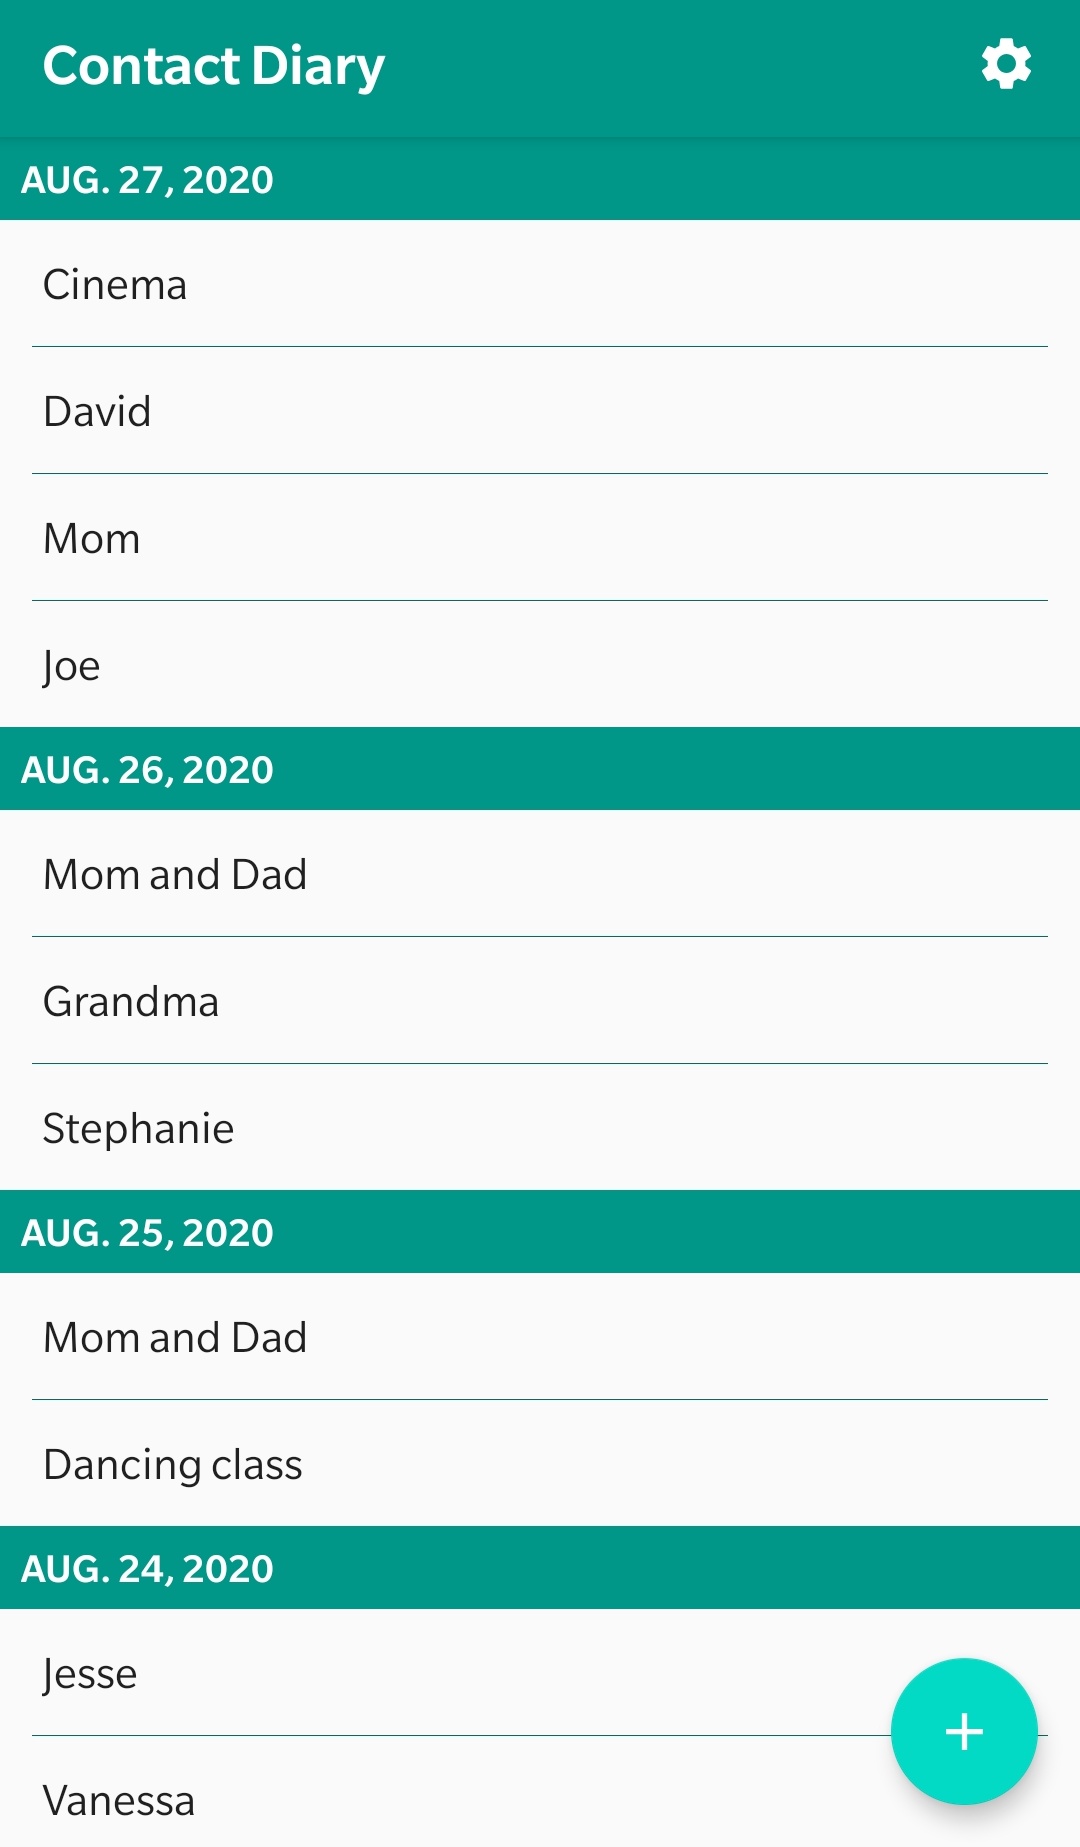 Contact Diary
AUG. 27, 2020
Cinema
David
Mom
Joe
AUG. 26, 2020
Mom and Dad
Grandma
Stephanie
AUG. 25, 2020
Mom and Dad
Dancing class
AUG. 24, 2020
Jesse
Vanessa